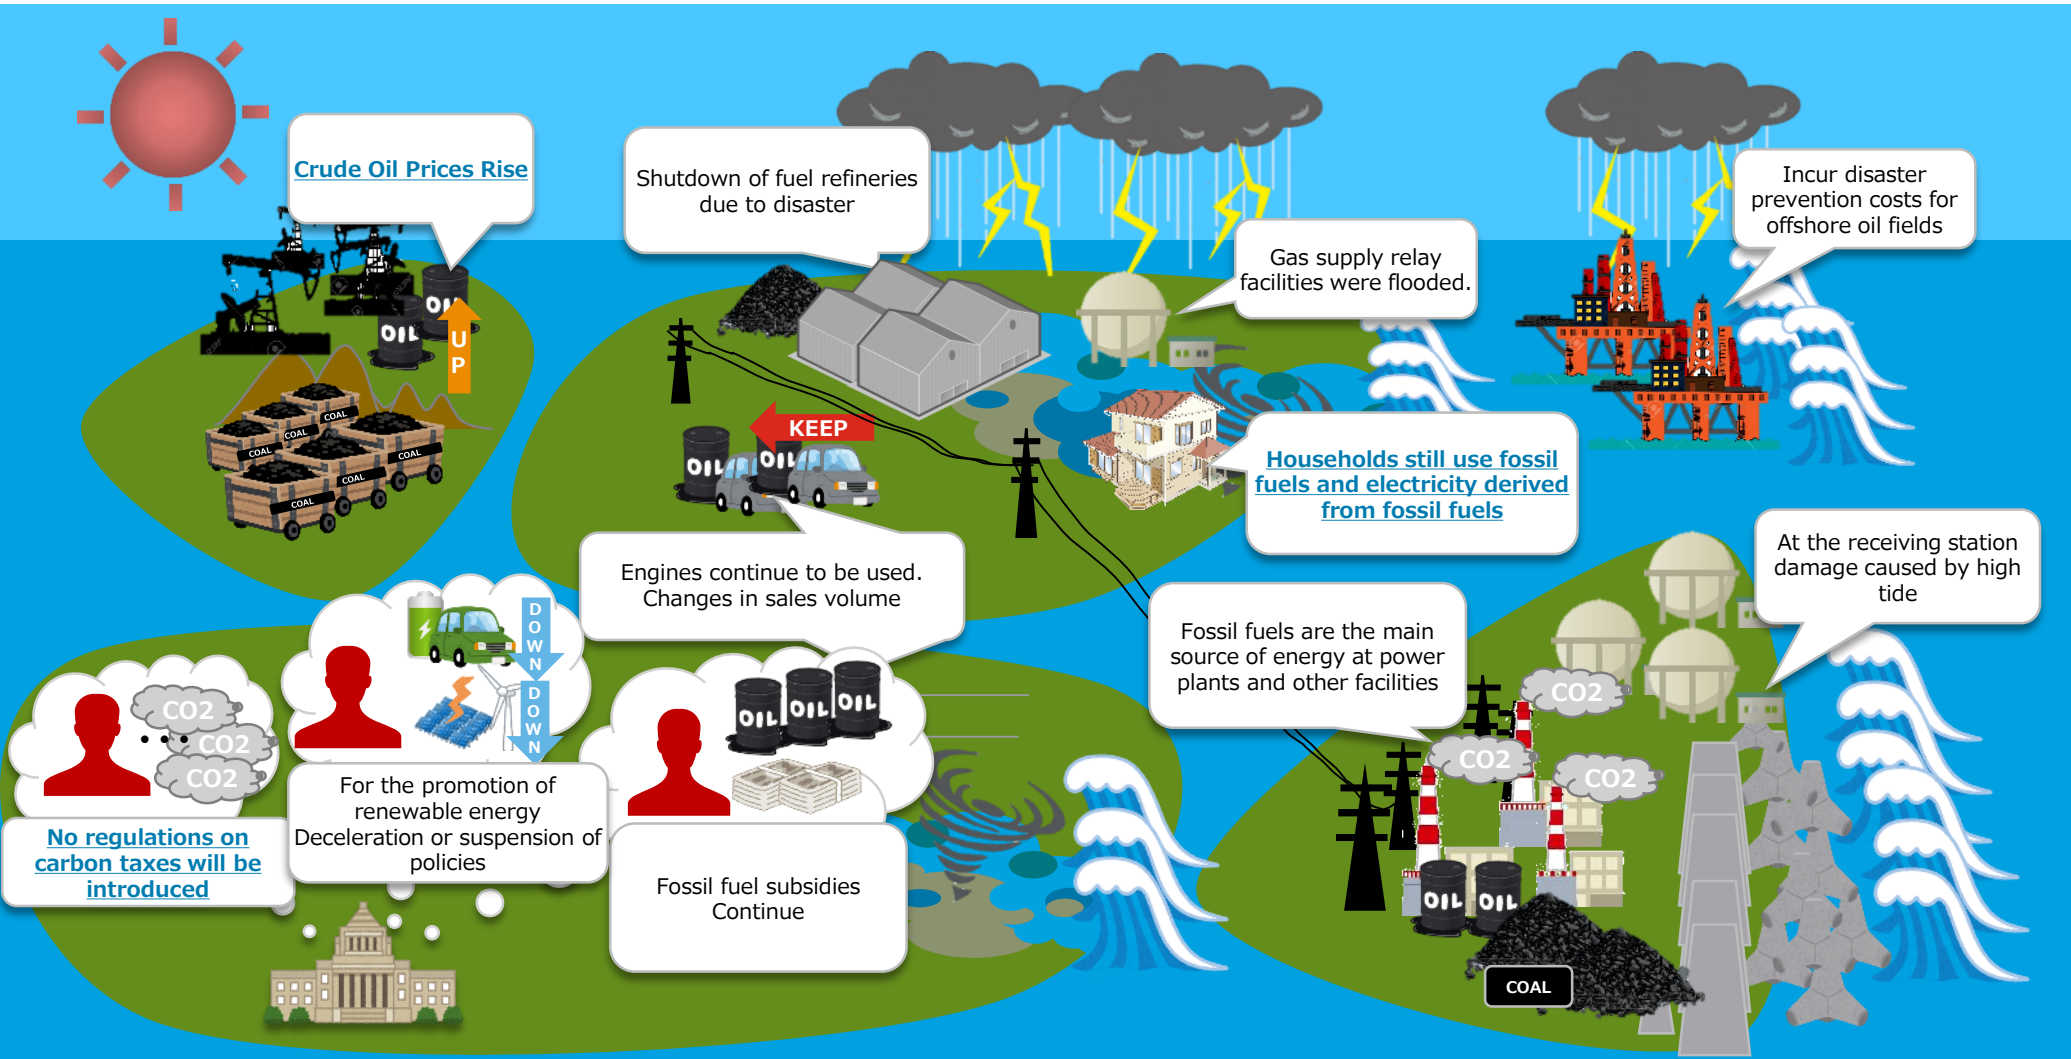 Crude Oil Prices Rise
Shutdown of fuel refineries
due to disaster
Incur disaster
prevention costs for
offshore oil fields
Gas supply relay
facilities were flooded.
OIL
OIL
UP
COAL
COAL
COAL
COAL
COAL
COAL
KEEP
OIL
OIL
Households still use fossil
fuels and electricity derived
from fossil fuels
Engines continue to be used.
Changes in sales volume
At the receiving station
damage caused by high
tide
Fossil fuels are the main
source of energy at power
plants and other facilities
DOWN
DOWN
CO2
CO2
CO2
OIL
OIL
OIL
CO2
CO2
CO2
For the promotion of
renewable energy
Deceleration or suspension of
policies
No regulations on
carbon taxes will be
introduced
Fossil fuel subsidies
Continue
OIL
OIL
COAL